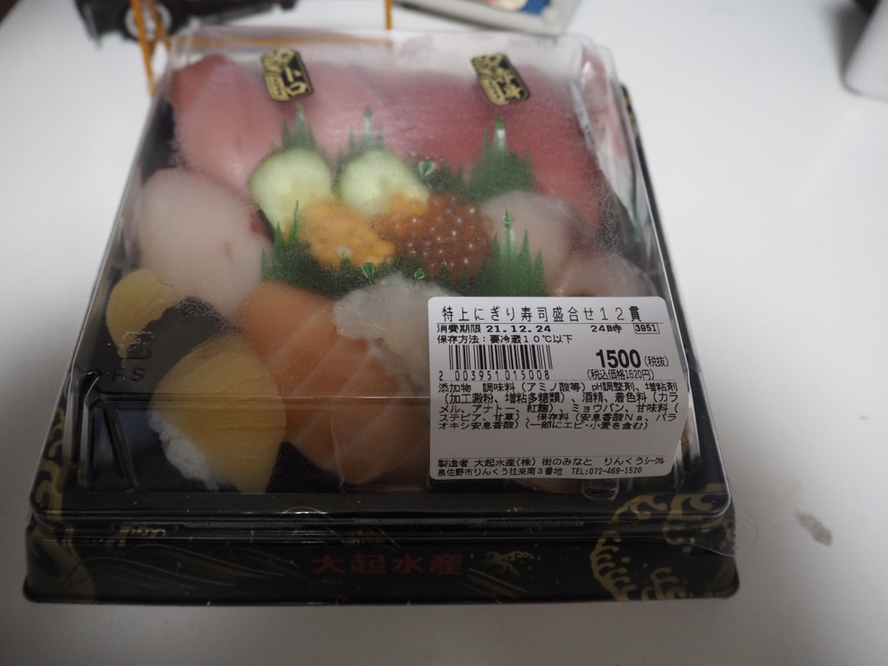 トロ
特上にぎり寿司盛合せ12貫
消費期限 21.12.24 24時 3951
保存方法:要冷蔵10℃以下
1500(税抜)
2 003951 015008 (税込価格1620円)
添加物 調味料(アミノ酸等)pH調整剤、増粘剤
(加工澱粉、増粘多糖類)、酒精、着色料(カラ
メル、アナトー、紅麹)、ミョウバン、甘味料(
ステビア、甘草)、保存料(安息香酸Na、パラ
オキシ安息香酸)(一部にエビ・小麦を含む)
製造者 大起水産(株) 街のみなと りんくうシークル
泉佐野市りんくう往来南3番地 TEL:072-469-1520
大起水産